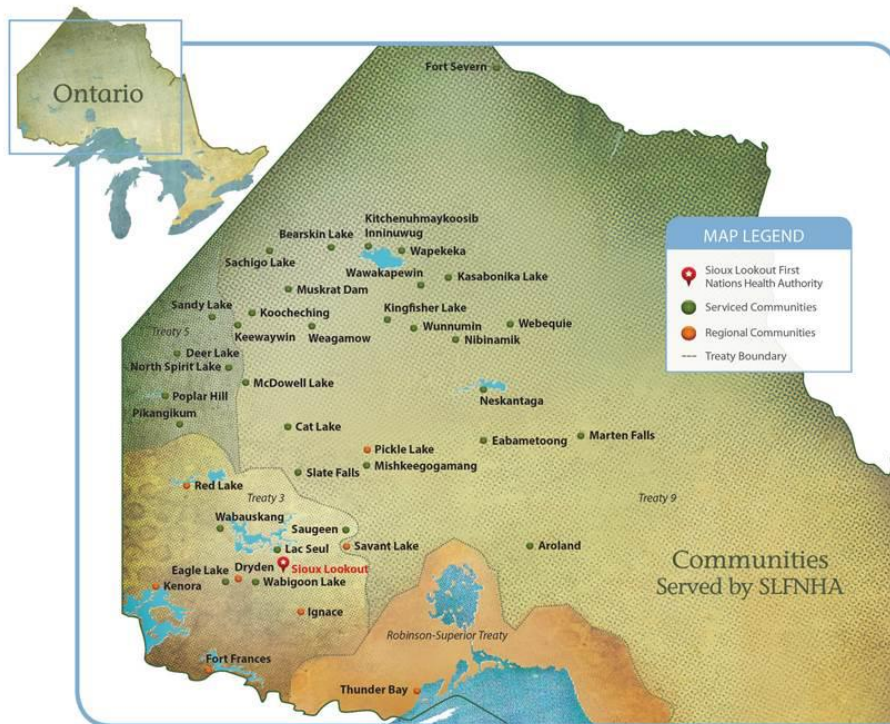 Ontario
Fort Severn
MAP LEGEND
Sioux Lookout First
Nations Health Authority
Serviced Communities
Regional Communities
Treaty Boundary
Kitchenuhmaykoosib
Inninuwug
Bearskin Lake
Wapekeka
Sachigo Lake
Wawakapewin
Kasabonika Lake
Muskrat Dam
Sandy Lake
Koocheching
Kingfisher Lake
Treaty 5
Keewaywin
Weagamow
Wunnumin
Webequie
Nibinamik
Deer Lake
North Spirit Lake
McDowell Lake
Poplar Hill
Neskantaga
Pikangikum
Cat Lake
Eabametoong
Marten Falls
Pickle Lake
Mishkeegogamang
Slate Falls
Red Lake
Treaty 3
Treaty 9
Wabauskang
Saugeen
Lac Seul
Savant Lake
Aroland
Eagle Lake
Dryden
Sioux Lookout
Kenora
Wabigoon Lake
Communities
Served by SLFNHA
Ignace
Robinson-Superior Treaty
Fort Frances
Thunder Bay